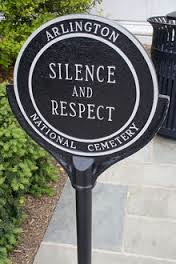 ARLINGTON
SILENCE
AND
RESPECT
NATIONAL CEMETERY